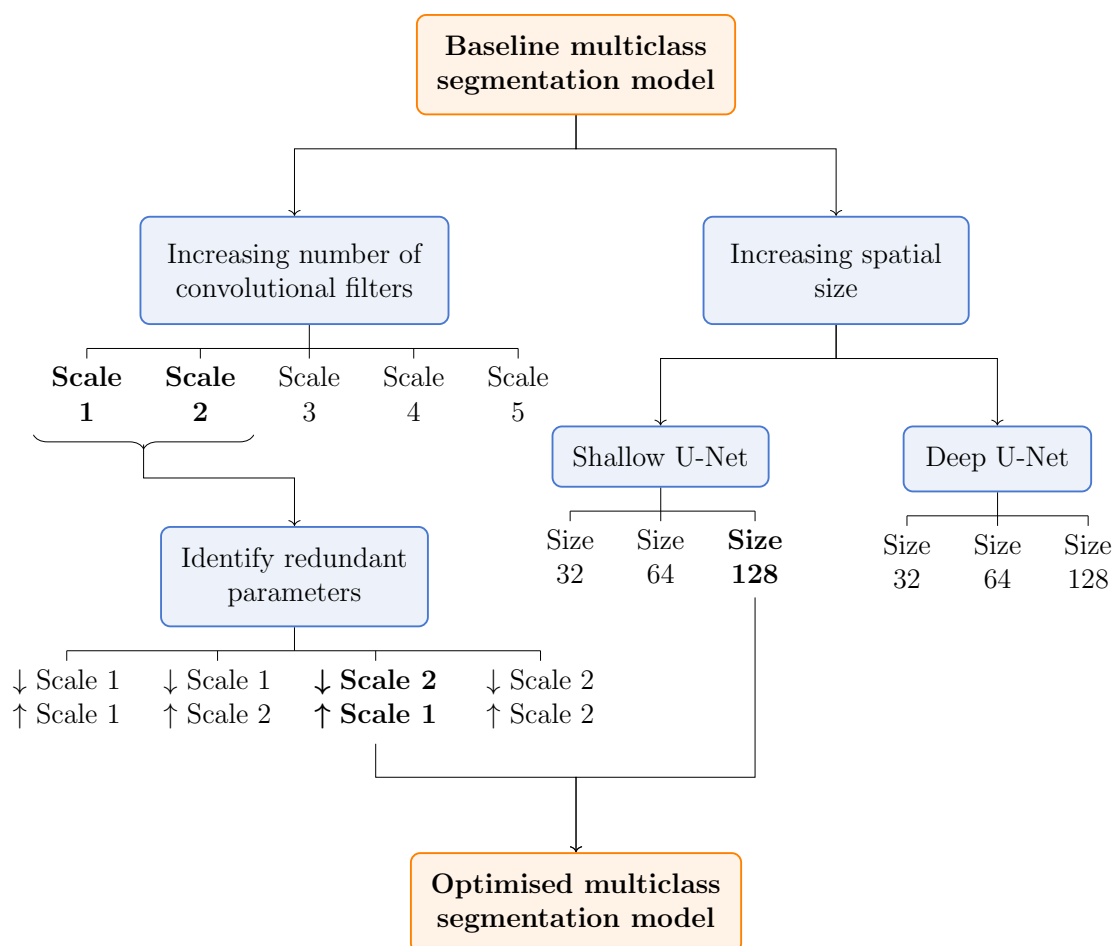 Baseline multiclass
segmentation model
Increasing number of
convolutional filters
Increasing spatial
size
Scale
1
Scale
2
Scale
3
Scale
4
Scale
5
Shallow U-Net
Deep U-Net
Size
32
Size
64
Size
128
Size
32
Size
64
Size
128
Identify redundant
parameters
↓ Scale 1
↑ Scale 1
↓ Scale 1
↑ Scale 2
↓ Scale 2
↑ Scale 1
↓ Scale 2
↑ Scale 2
Optimised multiclass
segmentation model